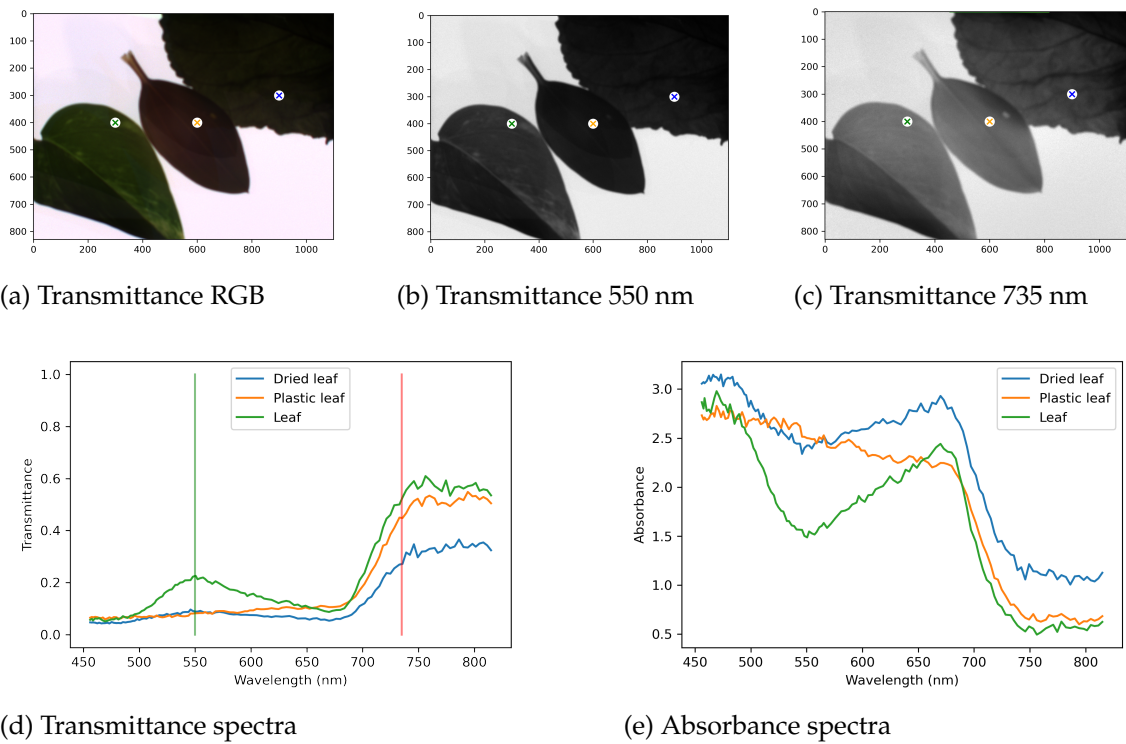 0
100
200
300
400
500
600
700
800
0 200 400 600 800 1000
(a) Transmittance RGB
0
100
200
300
400
500
600
700
800
0 200 400 600 800 1000
(b) Transmittance 550 nm
0
100
200
300
400
500
600
700
800
0 200 400 600 800 1000
(c) Transmittance 735 nm
1.0
0.8
0.6
0.4
0.2
0.0
Transmittance
Dried leaf
Plastic leaf
Leaf
450 500 550 600 650 700 750 800
Wavelength (nm)
(d) Transmittance spectra
3.0
2.5
2.0
1.5
1.0
0.5
Absorbance
Dried leaf
Plastic leaf
Leaf
450 500 550 600 650 700 750 800
Wavelength (nm)
(e) Absorbance spectra